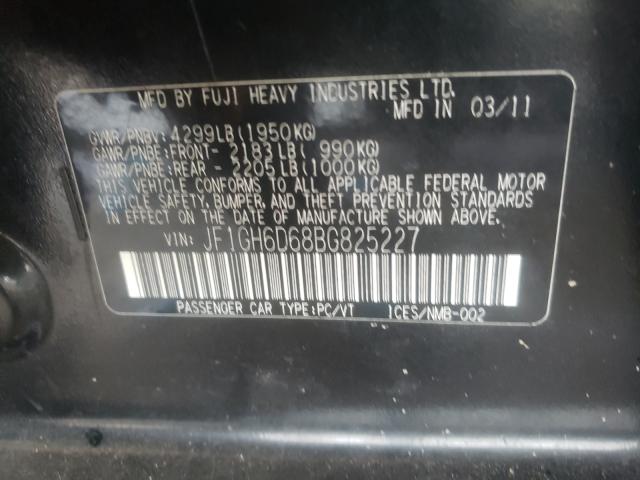 MFD BY FUJI HEAVY INDUSTRIES LTD.
MFD IN 03/11
GVWR/PNBV: 4299LB(1950KG)
GAWR/PNBE:FRONT- 2183LB( 990KG)
GAWR/PNBE:REAR - 2205LB(1000KG)
THIS VEHICLE CONFORMS TO ALL APPLICABLE FEDERAL MOTOR
VEHICLE SAFETY, BUMPER, AND THEFT PREVENTION STANDARDS
IN EFFECT ON THE DATE OF MANUFACTURE SHOWN ABOVE.
VIN: JF1GH6D68BG825227
PASSENGER CAR TYPE:PC/VT ICES/NMB-002